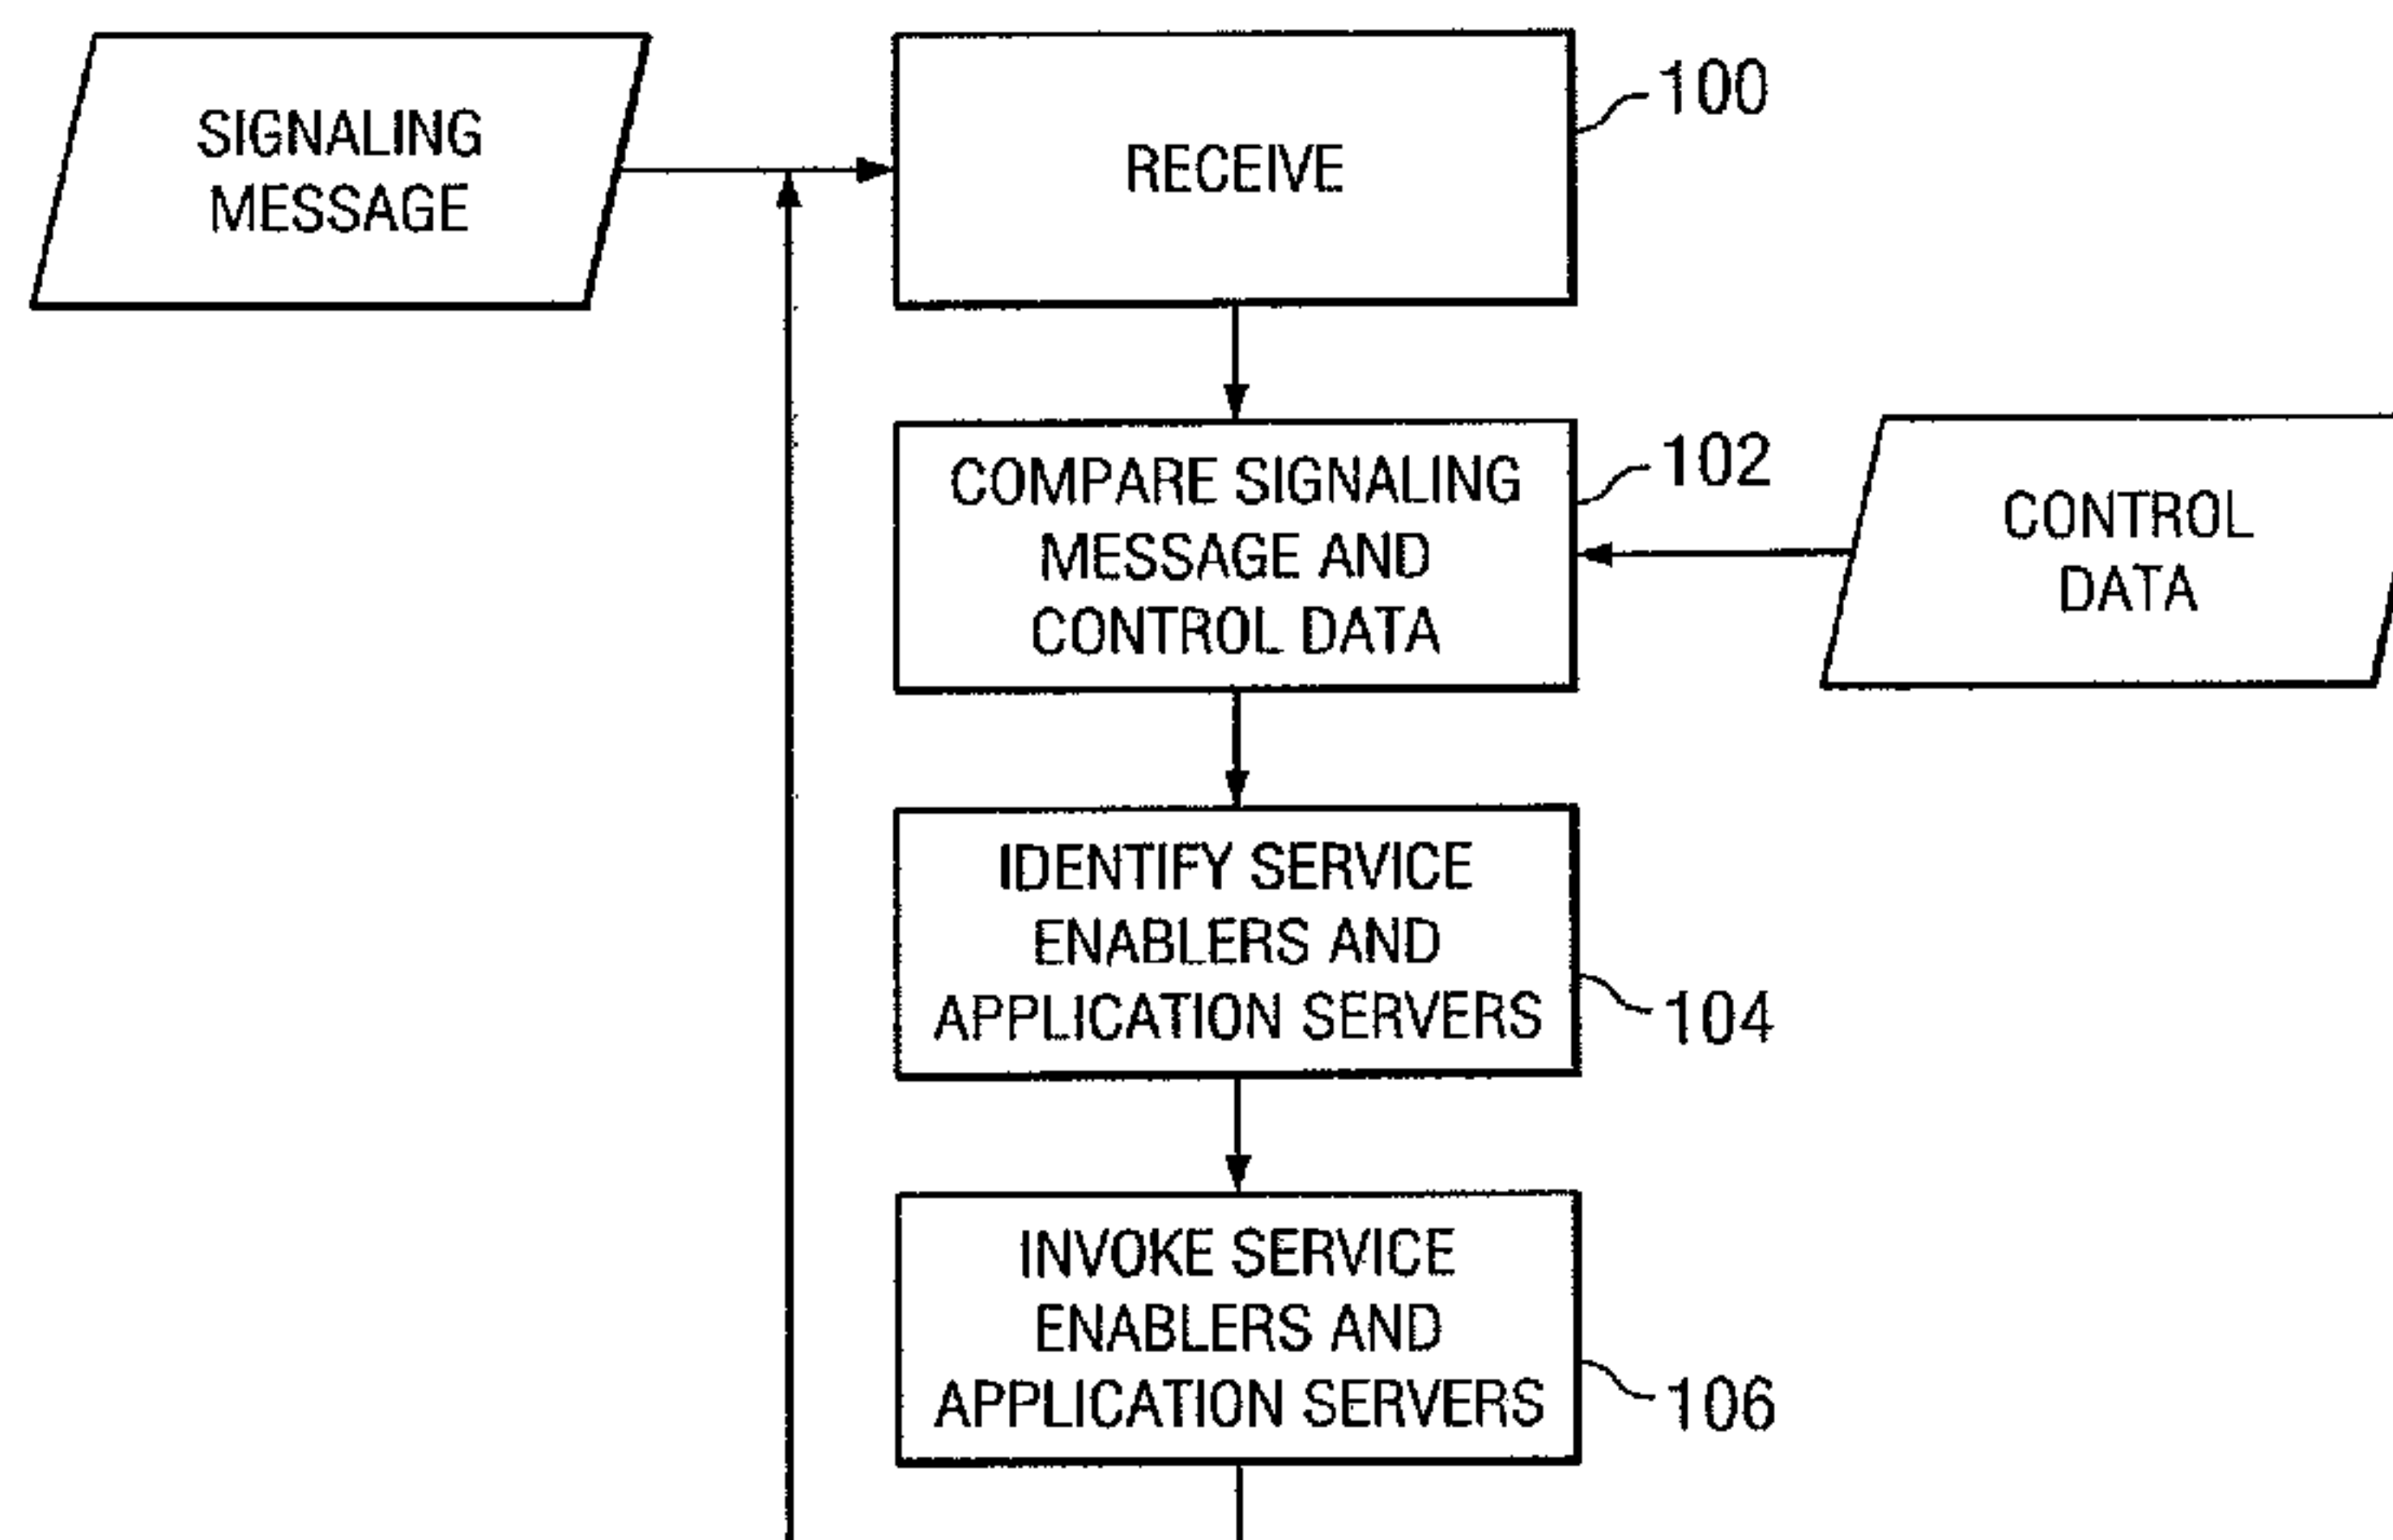 SIGNALING
MESSAGE
RECEIVE
100
COMPARE SIGNALING
MESSAGE AND
CONTROL DATA
102
CONTROL
DATA
IDENTIFY SERVICE
ENABLERS AND
APPLICATION SERVERS
104
INVOKE SERVICE
ENABLERS AND
APPLICATION SERVERS
106